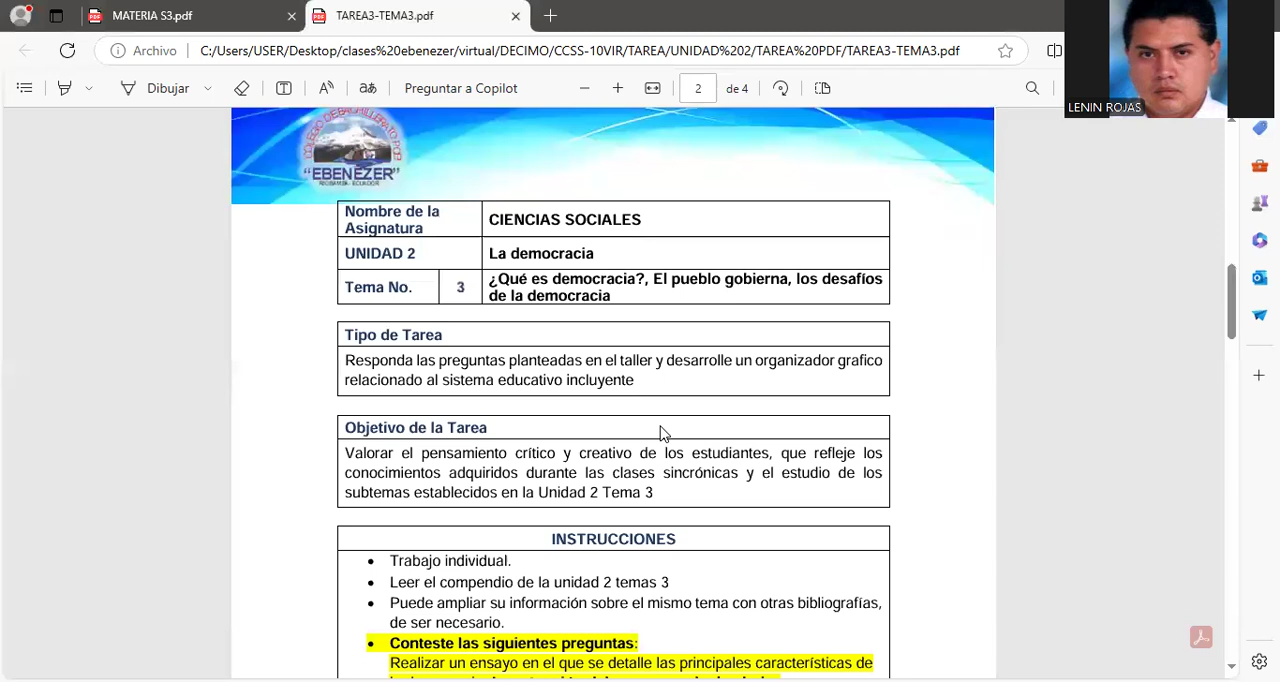 MATERIA S3.pdf
TAREA3-TEMA3.pdf
Archivo
C:/Users/USER/Desktop/clases%20ebenezer/virtual/DECIMO/CCSS-10VIR/TAREA/UNIDAD%202/TAREA%20PDF/TAREA3-TEMA3.pdf
Dibujar
Preguntar a Copilot
2 de 4
LENIN ROJAS
"EBENEZER"
RIOBAMBA - ECUADOR
Nombre de la
Asignatura
CIENCIAS SOCIALES
UNIDAD 2
La democracia
Tema No.
3
¿Qué es democracia?, El pueblo gobierna, los desafíos
de la democracia
Tipo de Tarea
Responda las preguntas planteadas en el taller y desarrolle un organizador grafico
relacionado al sistema educativo incluyente
Objetivo de la Tarea
Valorar el pensamiento crítico y creativo de los estudiantes, que refleje los
conocimientos adquiridos durante las clases sincrónicas y el estudio de los
subtemas establecidos en la Unidad 2 Tema 3
INSTRUCCIONES
• Trabajo individual.
• Leer el compendio de la unidad 2 temas 3
• Puede ampliar su información sobre el mismo tema con otras bibliografías,
de ser necesario.
• Conteste las siguientes preguntas:
Realizar un ensayo en el que se detalle las principales características de